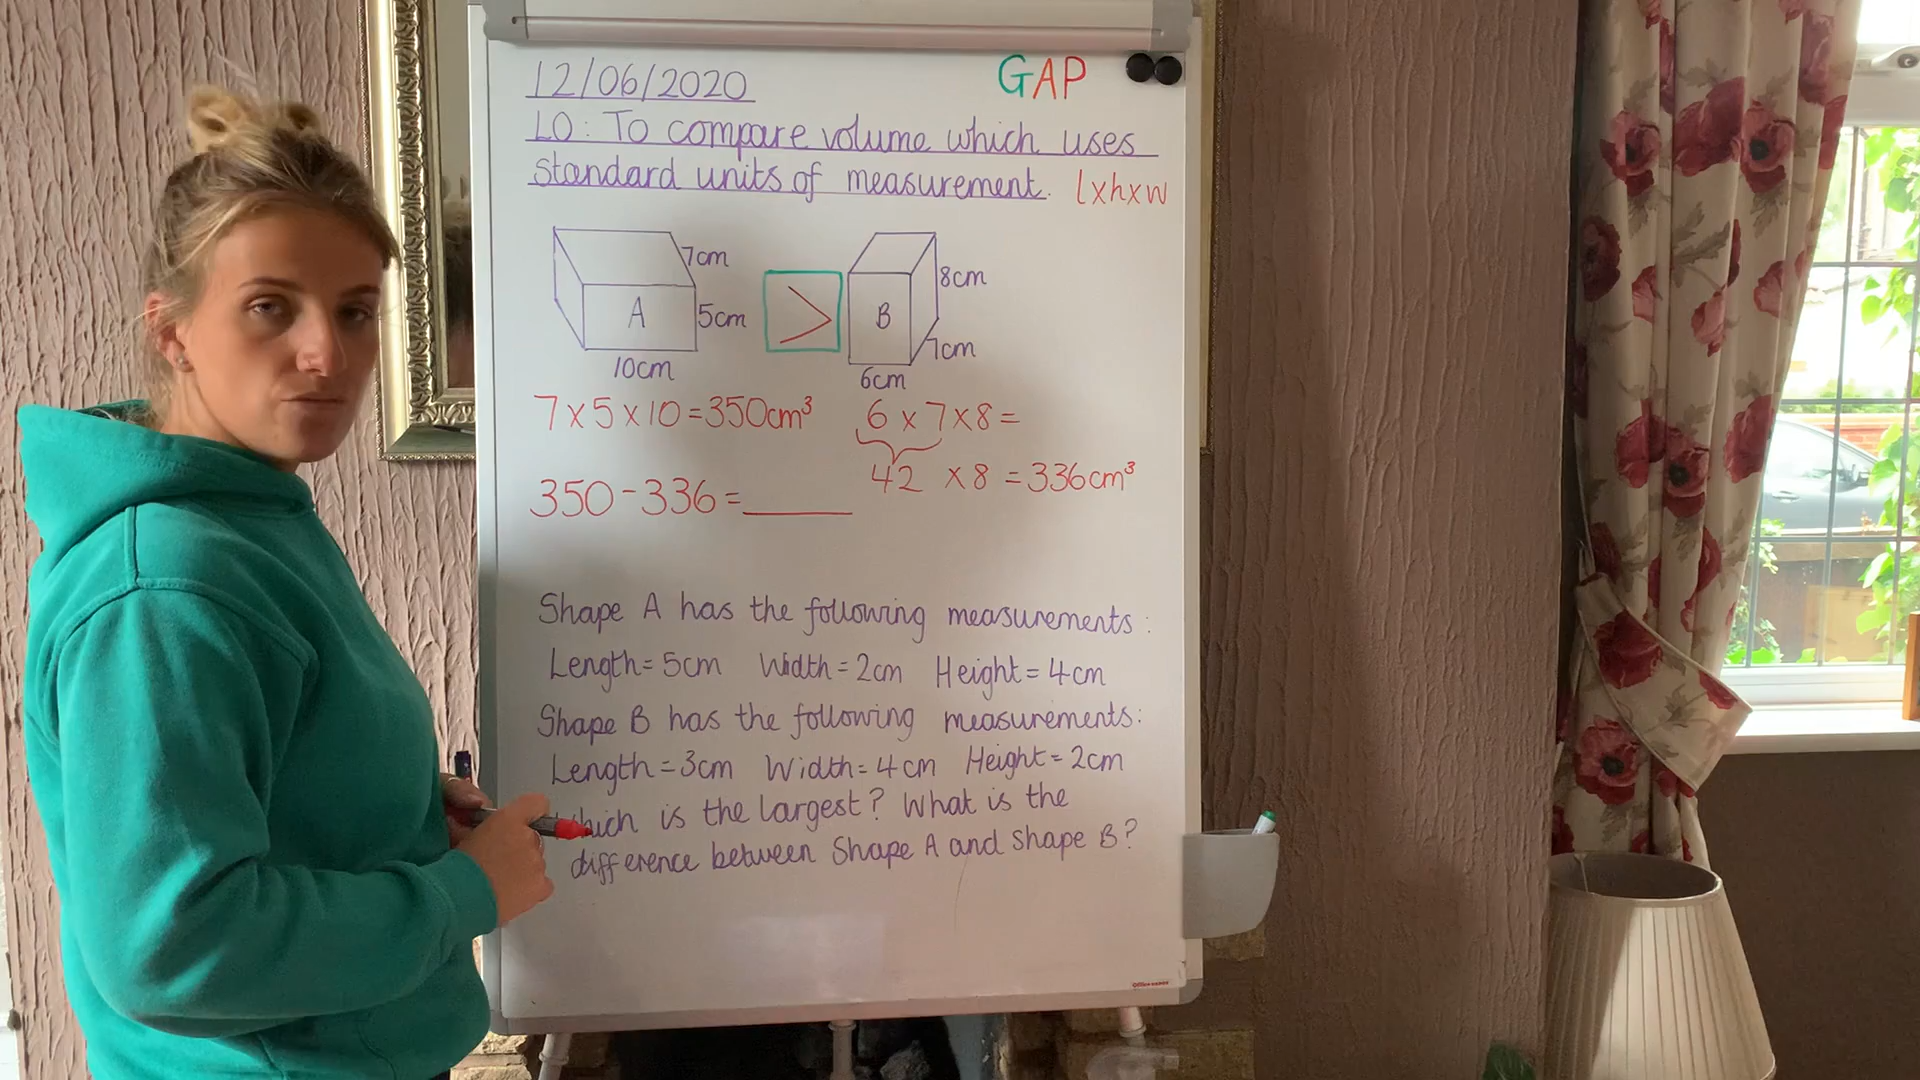 12/06/2020
GAP
LO: To compare volume which uses
standard units of measurement.
l x h x w
7cm
A
5cm
10cm
>
8cm
B
7cm
6cm
7 x 5 x 10 = 350cm³
6 x 7 x 8 =
42 x 8 = 336cm³
350 - 336 = ______
Shape A has the following measurements:
Length = 5cm Width = 2cm Height = 4cm
Shape B has the following measurements:
Length = 3cm Width = 4cm Height = 2cm
which is the largest? What is the
difference between Shape A and Shape B?